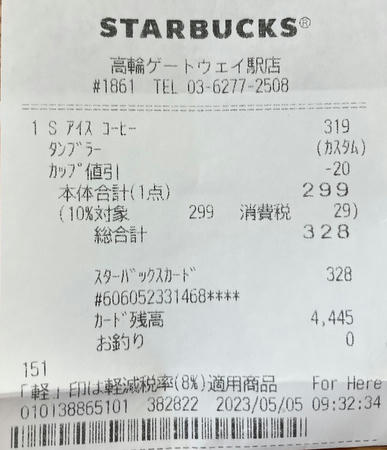 STARBUCKS®
高輪ゲートウェイ駅店
#1861 TEL 03-6277-2508
1 S アイス コーヒー 319
タンブラー (カスタム)
カップ値引 -20
本体合計(1点) 299
(10%対象 299 消費税 29)
総合計 328
スターバックスカード 328
#606052331468****
カード残高 4,445
お釣り 0
151
「軽」印は軽減税率(8%)適用商品 For Here
010138865101 382822 2023/05/05 09:32:34